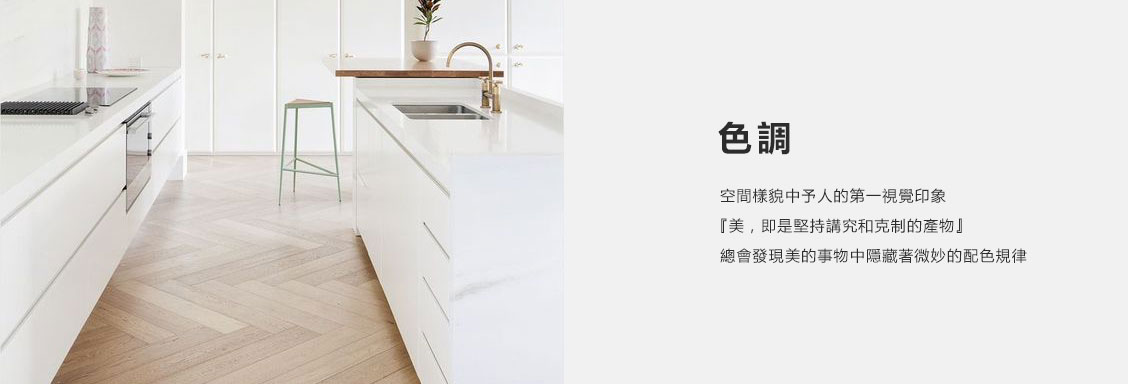 色調
空間樣貌中予人的第一視覺印象
『美，即是堅持講究和克制的產物』
總會發現美的事物中隱藏著微妙的配色規律